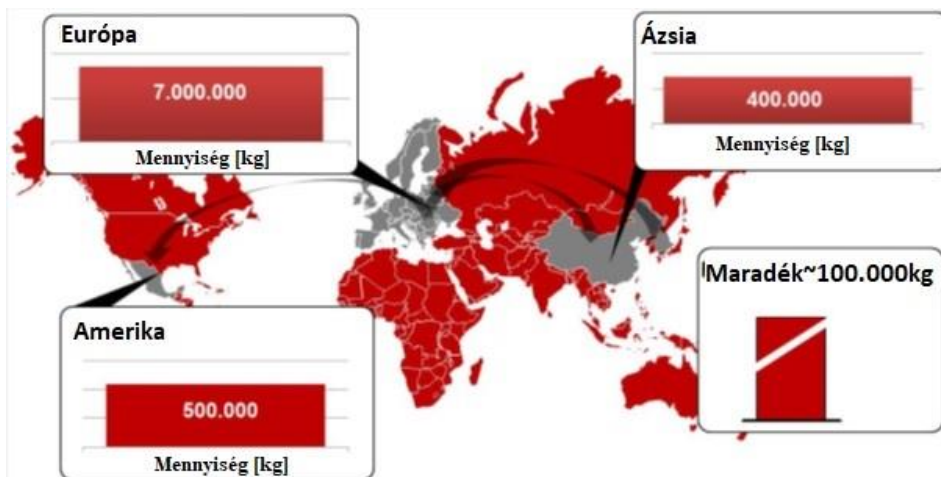 Európa
7.000.000
Mennyiség [kg]
Ázsia
400.000
Mennyiség [kg]
Maradék~100.000kg
Amerika
500.000
Mennyiség [kg]